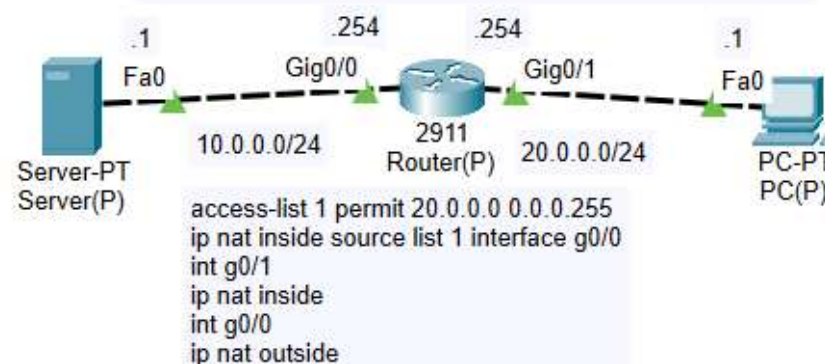 .1
.254
.254
.1
Fa0
Gig0/0
Gig0/1
Fa0
10.0.0.0/24
2911
Router(P)
20.0.0.0/24
Server-PT
Server(P)
PC-PT
PC(P)
access-list 1 permit 20.0.0.0 0.0.0.255
ip nat inside source list 1 interface g0/0
int g0/1
ip nat inside
int g0/0
ip nat outside